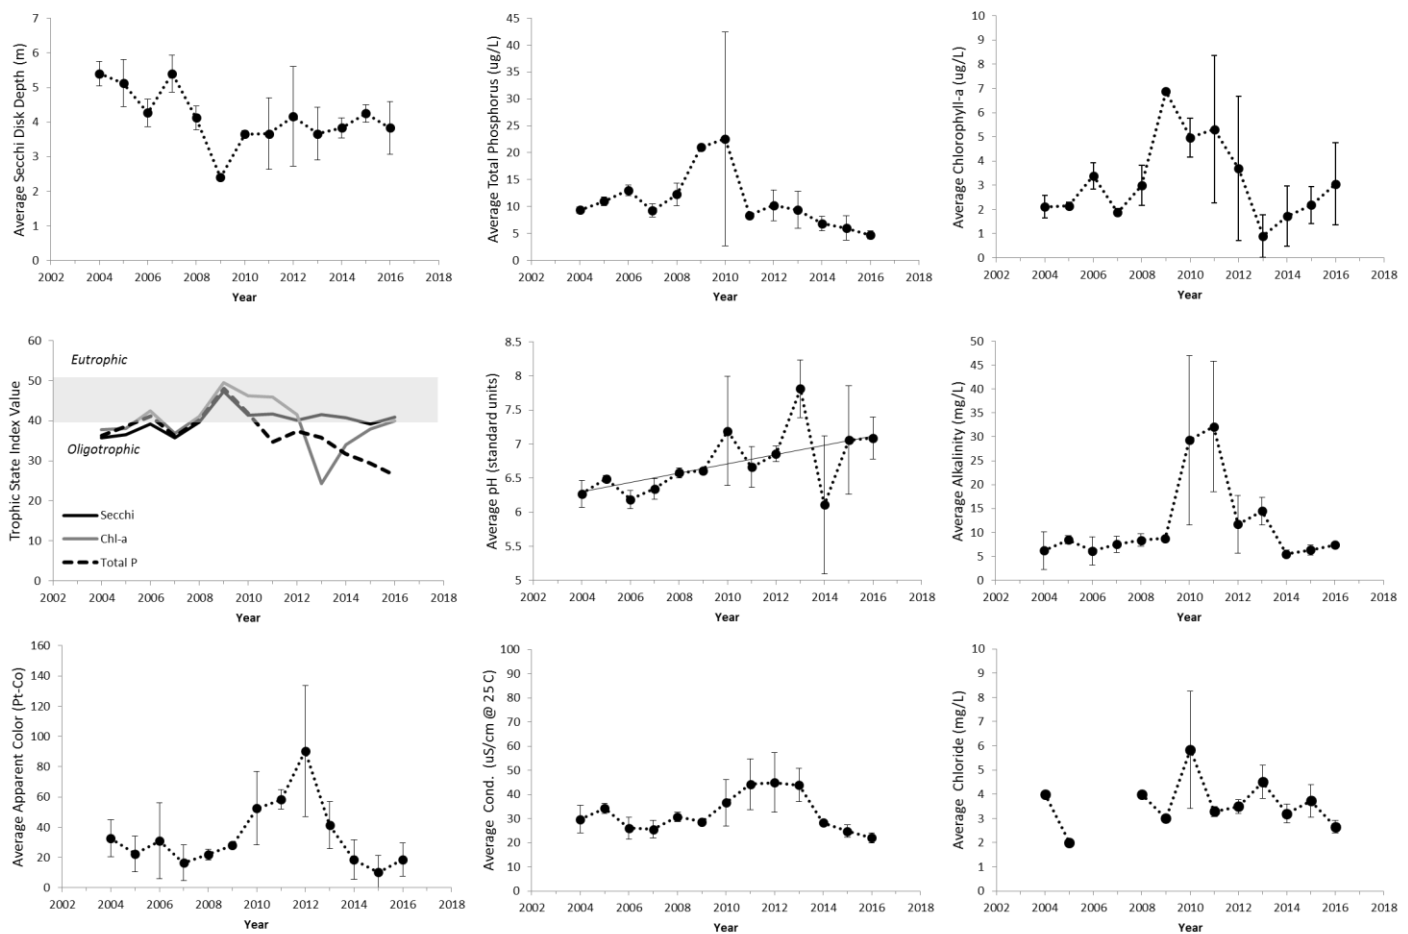 Average Secchi Disk Depth (m)
7
6
5
4
3
2
1
0
2002 2004 2006 2008 2010 2012 2014 2016 2018
Year
Average Total Phosphorus (ug/L)
45
40
35
30
25
20
15
10
5
0
2002 2004 2006 2008 2010 2012 2014 2016 2018
Year
Average Chlorophyll-a (ug/L)
10
9
8
7
6
5
4
3
2
1
0
2002 2004 2006 2008 2010 2012 2014 2016 2018
Year
Trophic State Index Value
60
50
40
30
20
10
0
Eutrophic
Oligotrophic
Secchi
Chl-a
Total P
2002 2004 2006 2008 2010 2012 2014 2016 2018
Year
Average pH (standard units)
8.5
8
7.5
7
6.5
6
5.5
5
2002 2004 2006 2008 2010 2012 2014 2016 2018
Year
Average Alkalinity (mg/L)
50
45
40
35
30
25
20
15
10
5
0
2002 2004 2006 2008 2010 2012 2014 2016 2018
Year
Average Apparent Color (Pt-Co)
160
140
120
100
80
60
40
20
0
2002 2004 2006 2008 2010 2012 2014 2016 2018
Year
Average Cond. (uS/cm @ 25 C)
100
90
80
70
60
50
40
30
20
10
0
2002 2004 2006 2008 2010 2012 2014 2016 2018
Year
Average Chloride (mg/L)
10
9
8
7
6
5
4
3
2
1
0
2002 2004 2006 2008 2010 2012 2014 2016 2018
Year